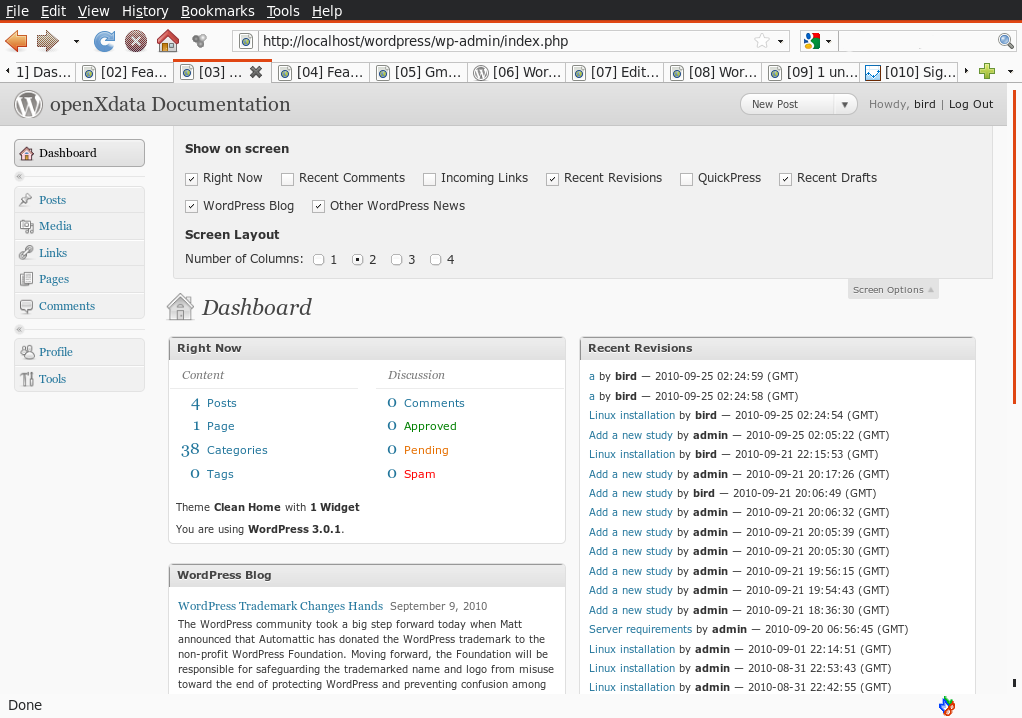 File Edit View History Bookmarks Tools Help
http://localhost/wordpress/wp-admin/index.php
1] Das... [02] Fea... [03] ... [04] Fea... [05] Gm... [06] Wor... [07] Edit... [08] Wor... [09] 1 un... [010] Sig...
openXdata Documentation New Post Howdy, bird | Log Out
Dashboard
Posts
Media
Links
Pages
Comments
Profile
Tools
Show on screen
Right Now Recent Comments Incoming Links Recent Revisions QuickPress Recent Drafts
WordPress Blog Other WordPress News
Screen Layout
Number of Columns: 1 2 3 4
Screen Options
Dashboard
Right Now
Content Discussion
4 Posts 0 Comments
1 Page 0 Approved
38 Categories 0 Pending
0 Tags 0 Spam
Theme Clean Home with 1 Widget
You are using WordPress 3.0.1.
WordPress Blog
WordPress Trademark Changes Hands September 9, 2010
The WordPress community took a big step forward today when Matt
announced that Automattic has donated the WordPress trademark to the
non-profit WordPress Foundation. Moving forward, the Foundation will be
responsible for safeguarding the trademarked name and logo from misuse
toward the end of protecting WordPress and preventing confusion among
Recent Revisions
a by bird — 2010-09-25 02:24:59 (GMT)
a by bird — 2010-09-25 02:24:58 (GMT)
Linux installation by bird — 2010-09-25 02:24:54 (GMT)
Add a new study by admin — 2010-09-25 02:05:22 (GMT)
Linux installation by bird — 2010-09-21 22:15:53 (GMT)
Add a new study by admin — 2010-09-21 20:17:26 (GMT)
Add a new study by bird — 2010-09-21 20:06:49 (GMT)
Add a new study by admin — 2010-09-21 20:06:32 (GMT)
Add a new study by admin — 2010-09-21 20:05:39 (GMT)
Add a new study by admin — 2010-09-21 20:05:30 (GMT)
Add a new study by admin — 2010-09-21 19:56:15 (GMT)
Add a new study by admin — 2010-09-21 19:54:43 (GMT)
Add a new study by admin — 2010-09-21 18:36:30 (GMT)
Server requirements by admin — 2010-09-20 06:56:45 (GMT)
Linux installation by admin — 2010-09-01 22:14:51 (GMT)
Linux installation by admin — 2010-08-31 22:53:43 (GMT)
Linux installation by admin — 2010-08-31 22:42:55 (GMT)
Done